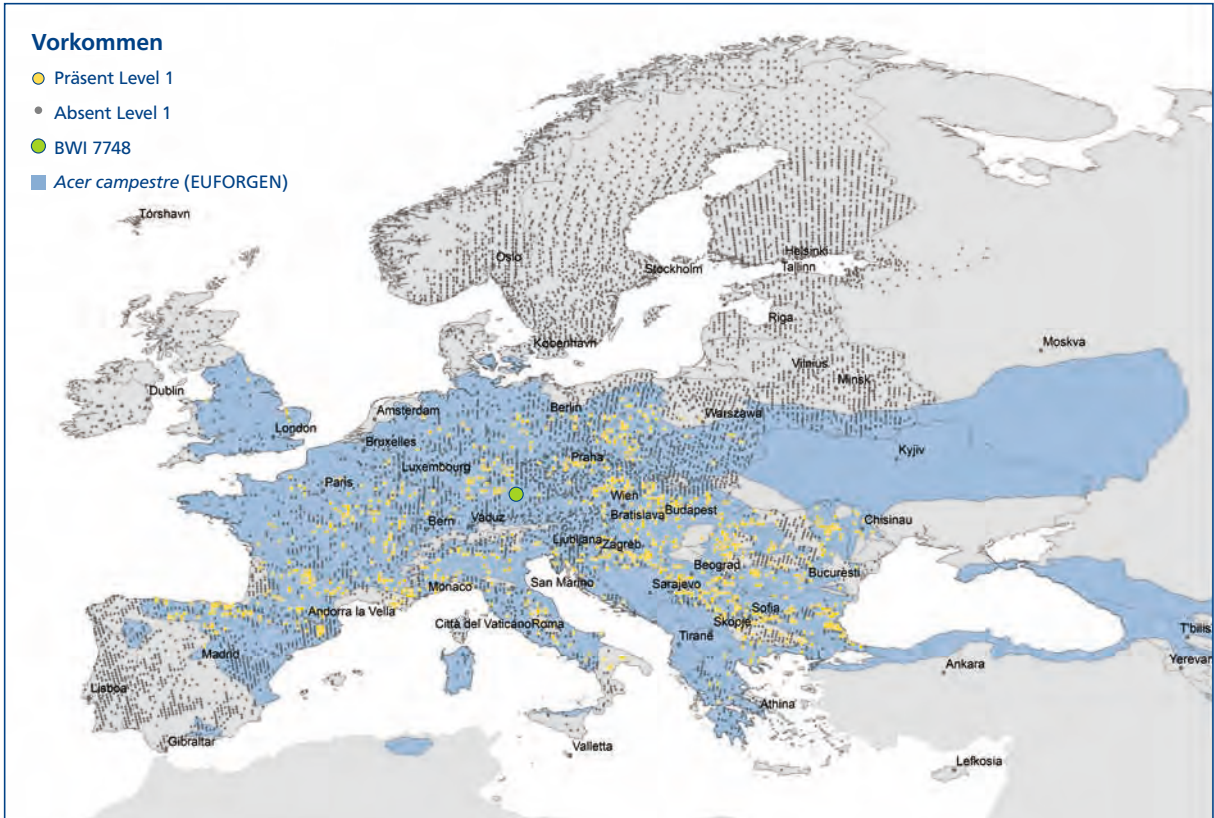 Vorkommen
Präsent Level 1
Absent Level 1
BWI 7748
Acer campestre (EUFORGEN)
Tórshavn
Oslo
Helsinki
Stockholm
Tallinn
Riga
København
Moskva
Vilnius
Minsk
Dublin
Amsterdam
Berlin
Warszawa
London
Bruxelles
Kyjiv
Luxembourg
Praha
Paris
Wien
Bratislava
Budapest
Chisinau
Bern
Vaduz
Ljubljana
Zagreb
Beograd
Bucureşti
San Marino
Sarajevo
Monaco
Andorra la Vella
Sofia
Skopje
Città del Vaticano
Roma
Tiranë
T'bilis
Madrid
Ankara
Yerevan
Lisboa
Athina
Gibraltar
Valletta
Lefkosia